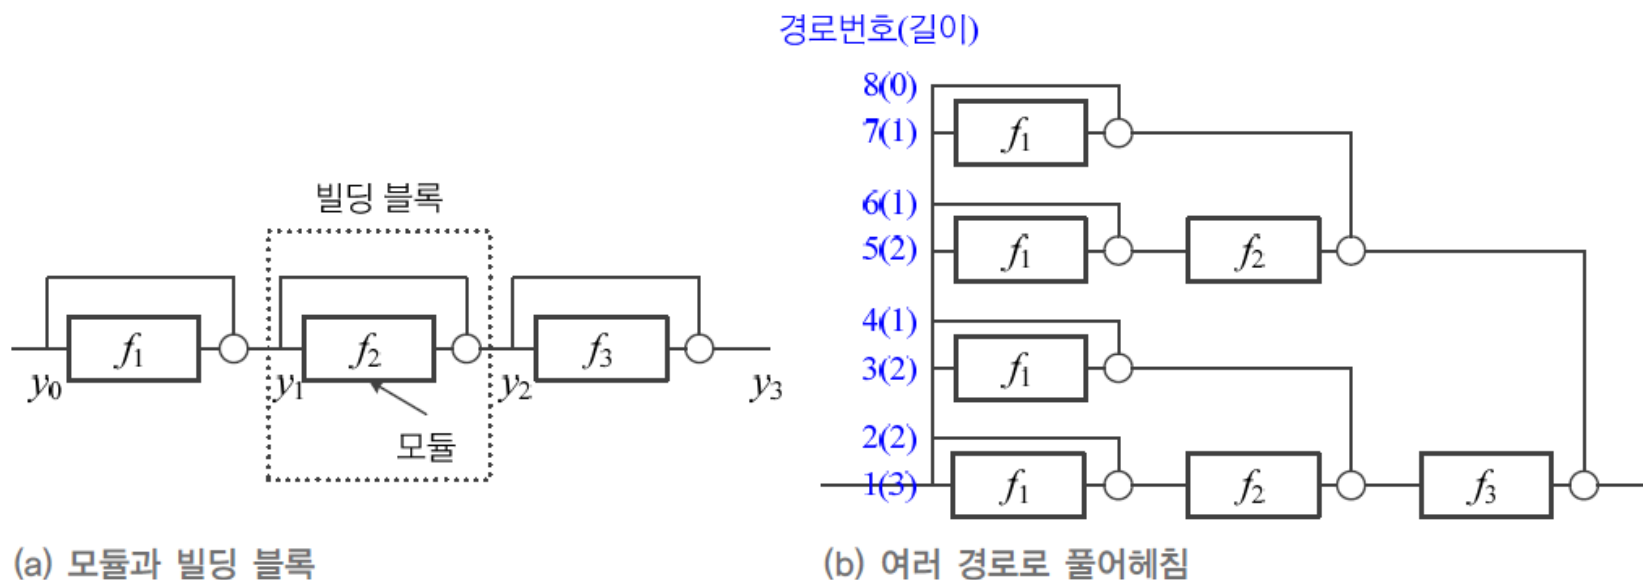 경로번호(길이)
빌딩 블록
f1
f2
f3
y0
y1
y2
y3
모듈
(a) 모듈과 빌딩 블록
8(0)
7(1)
f1
6(1)
5(2)
f1
f2
4(1)
3(2)
f1
2(2)
1(3)
f1
f2
f3
(b) 여러 경로로 풀어헤침